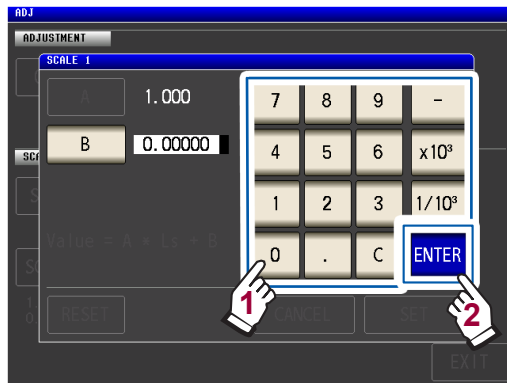 ADJ
ADJUSTMENT
SCALE 1
A 1.000
B 0.00000
7 8 9 -
4 5 6 x10³
1 2 3 1/10³
0 . C ENTER
Value = A * Ls + B
RESET CANCEL SET
EXIT
1
2